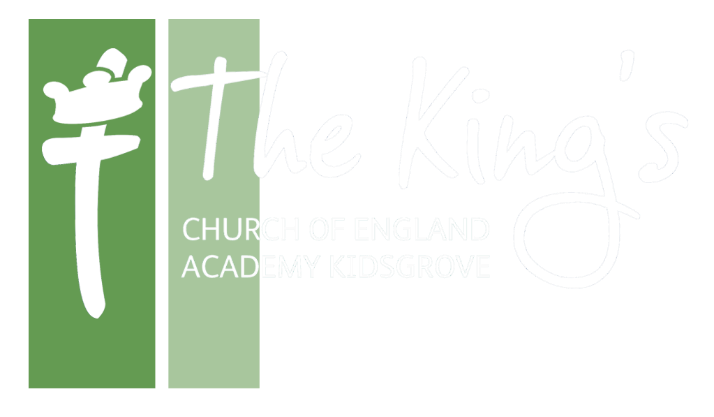 The King's
CHURCH OF ENGLAND
ACADEMY KIDSGROVE